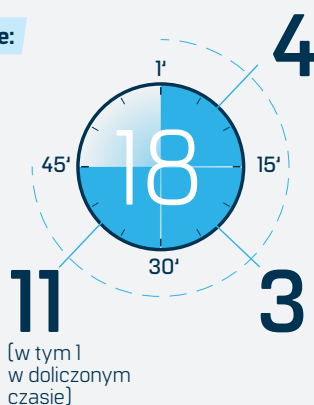 e:
4
1'
18
45'
15'
30'
11
3
(w tym 1
w doliczonym
czasie)